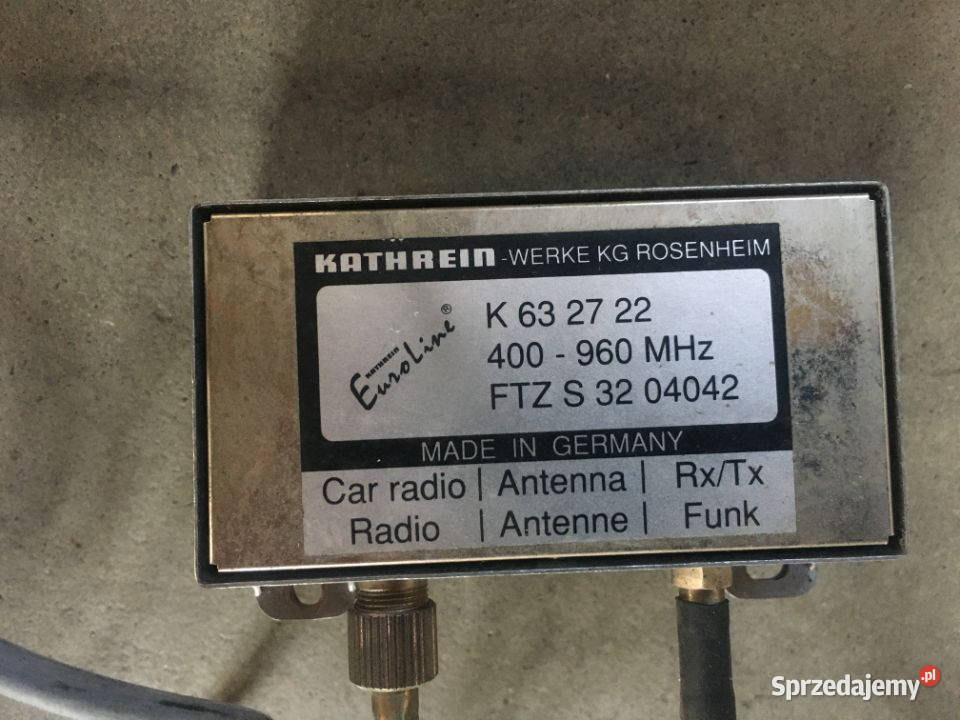 KATHREIN -WERKE KG ROSENHEIM
KATHREIN
EuroLine®
K 63 27 22
400 - 960 MHz
FTZ S 32 04042
MADE IN GERMANY
Car radio | Antenna | Rx/Tx
Radio | Antenne | Funk
Sprzedajemy.pl